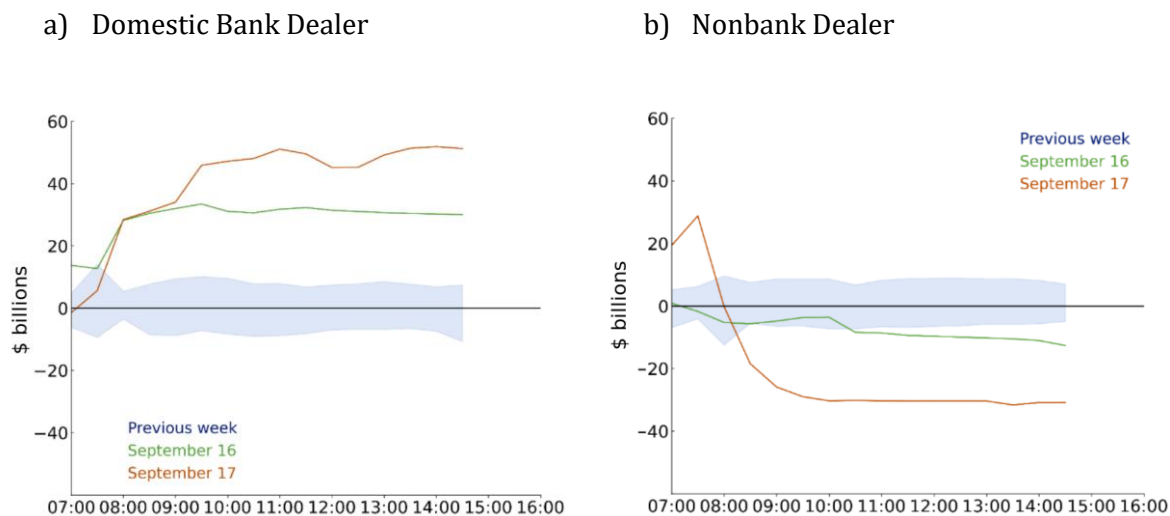 a) Domestic Bank Dealer
60
40
20
0
−20
−40
$ billions
Previous week
September 16
September 17
07:00 08:00 09:00 10:00 11:00 12:00 13:00 14:00 15:00 16:00
b) Nonbank Dealer
60
40
20
0
−20
−40
$ billions
Previous week
September 16
September 17
07:00 08:00 09:00 10:00 11:00 12:00 13:00 14:00 15:00 16:00